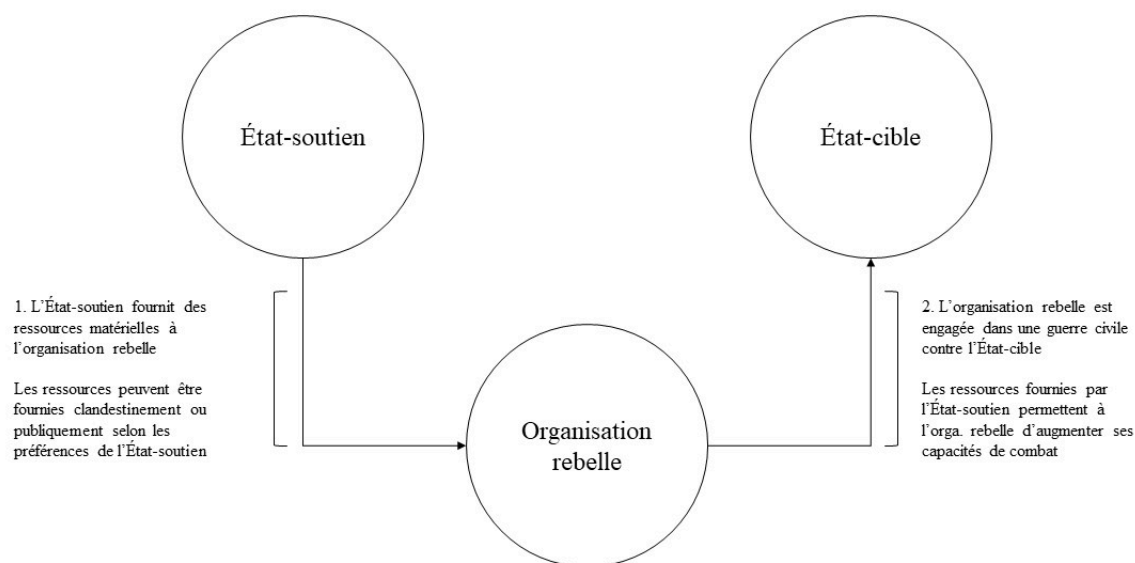 État-soutien
État-cible
1. L’État-soutien fournit des
ressources matérielles à
l’organisation rebelle
Les ressources peuvent être
fournies clandestinement ou
publiquement selon les
préférences de l’État-soutien
Organisation
rebelle
2. L’organisation rebelle est
engagée dans une guerre civile
contre l’État-cible
Les ressources fournies par
l’État-soutien permettent à
l’orga. rebelle d’augmenter ses
capacités de combat